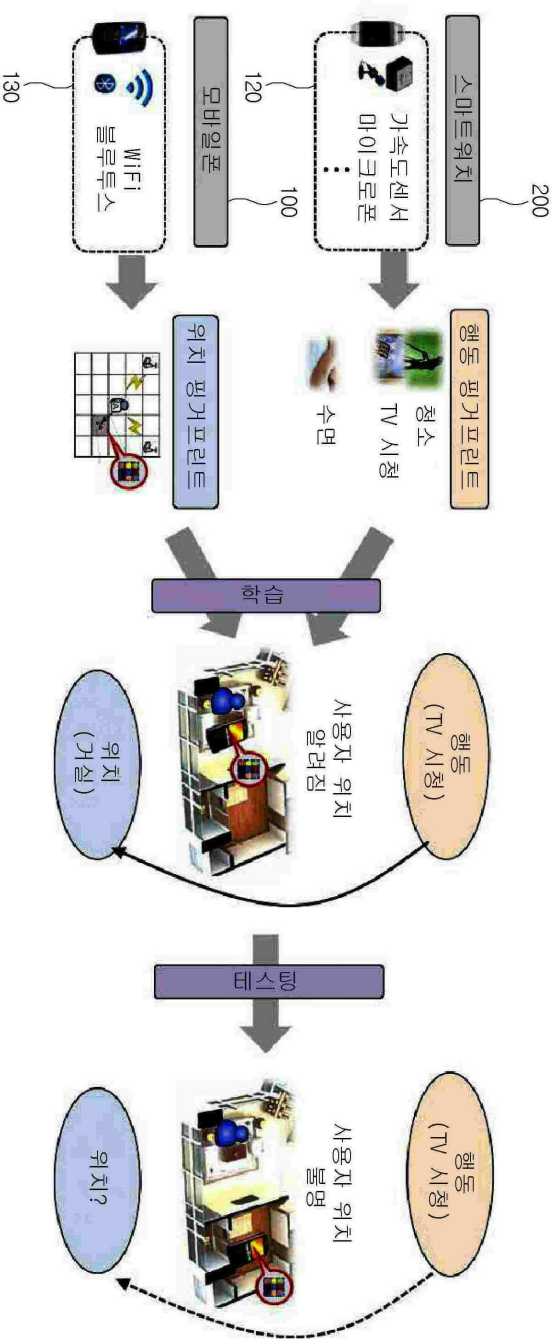 스마트워치
200
가속도센서
마이크로폰
⋮
120
모바일폰
100
WiFi
블루투스
130
행동 핑거프린트
청소
TV 시청
수면
위치 핑거프린트
학습
행동
(TV 시청)
사용자 위치
알려짐
위치
(거실)
테스팅
행동
(TV 시청)
사용자 위치
불명
위치?